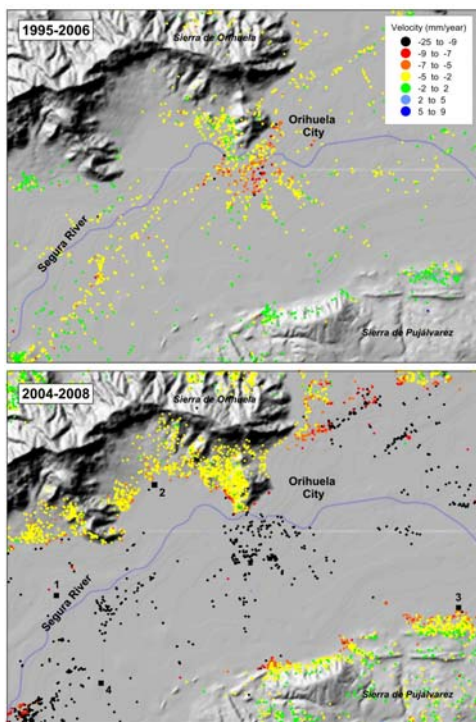 1995-2006
Sierra de Orihuela
Velocity (mm/year)
-25 to -9
-9 to -7
-7 to -5
-5 to -2
-2 to 2
2 to 5
5 to 9
Orihuela
City
Segura River
Sierra de Pujálvarez
2004-2008
Sierra de Orihuela
Orihuela
City
2
1
Segura River
3
4
Sierra de Pujálvarez